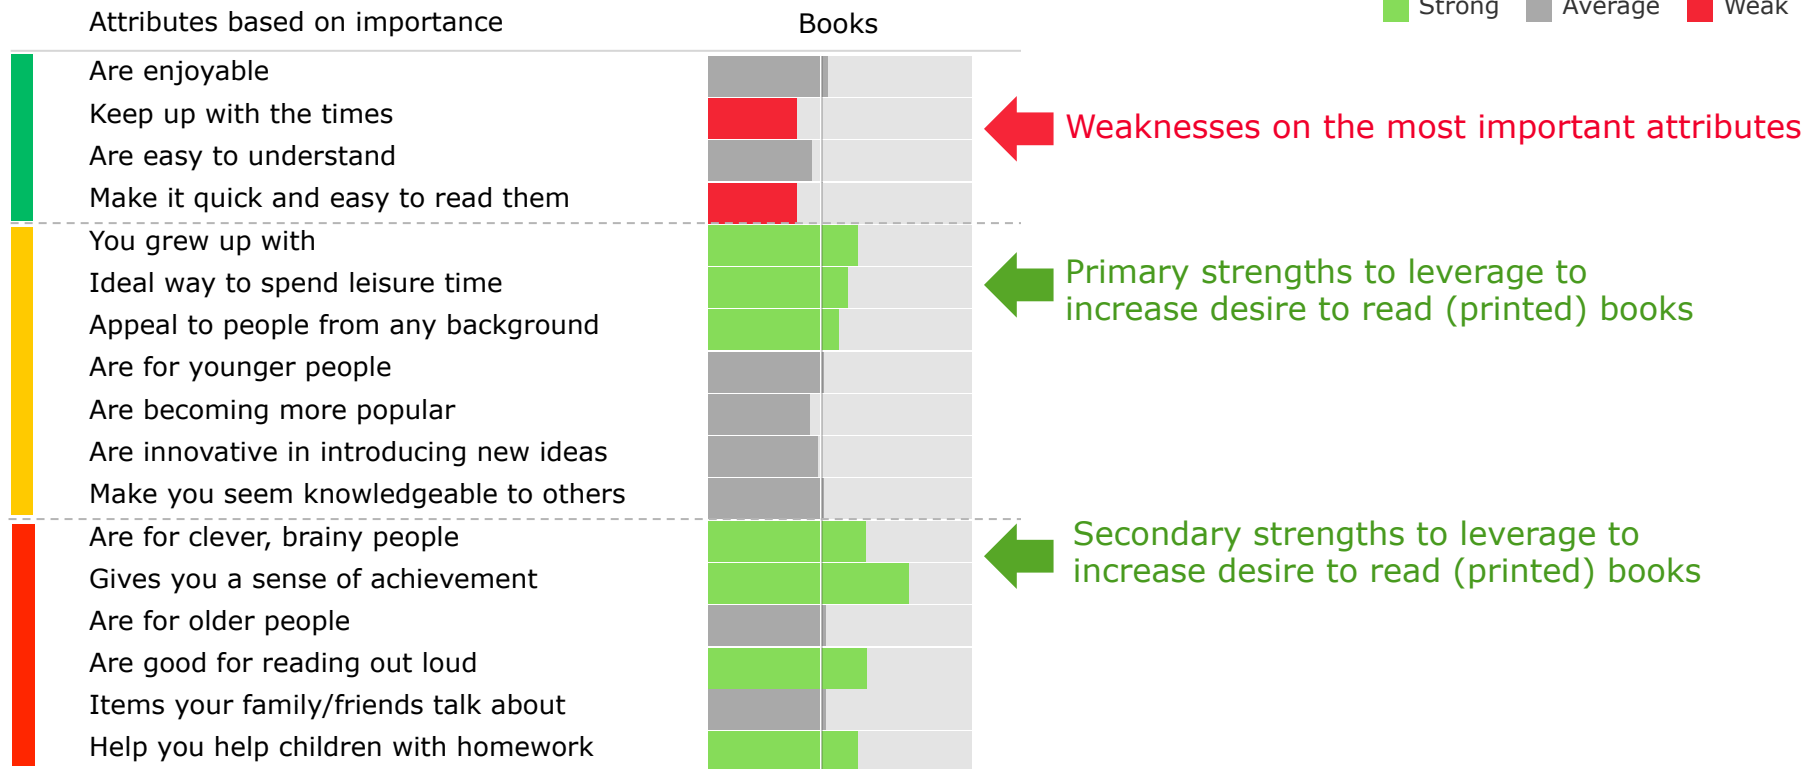 Strong Average Weak
Attributes based on importance Books
Are enjoyable
Keep up with the times
Are easy to understand
Make it quick and easy to read them
Weaknesses on the most important attributes
You grew up with
Ideal way to spend leisure time
Appeal to people from any background
Are for younger people
Are becoming more popular
Are innovative in introducing new ideas
Make you seem knowledgeable to others
Primary strengths to leverage to
increase desire to read (printed) books
Are for clever, brainy people
Gives you a sense of achievement
Are for older people
Are good for reading out loud
Items your family/friends talk about
Help you help children with homework
Secondary strengths to leverage to
increase desire to read (printed) books